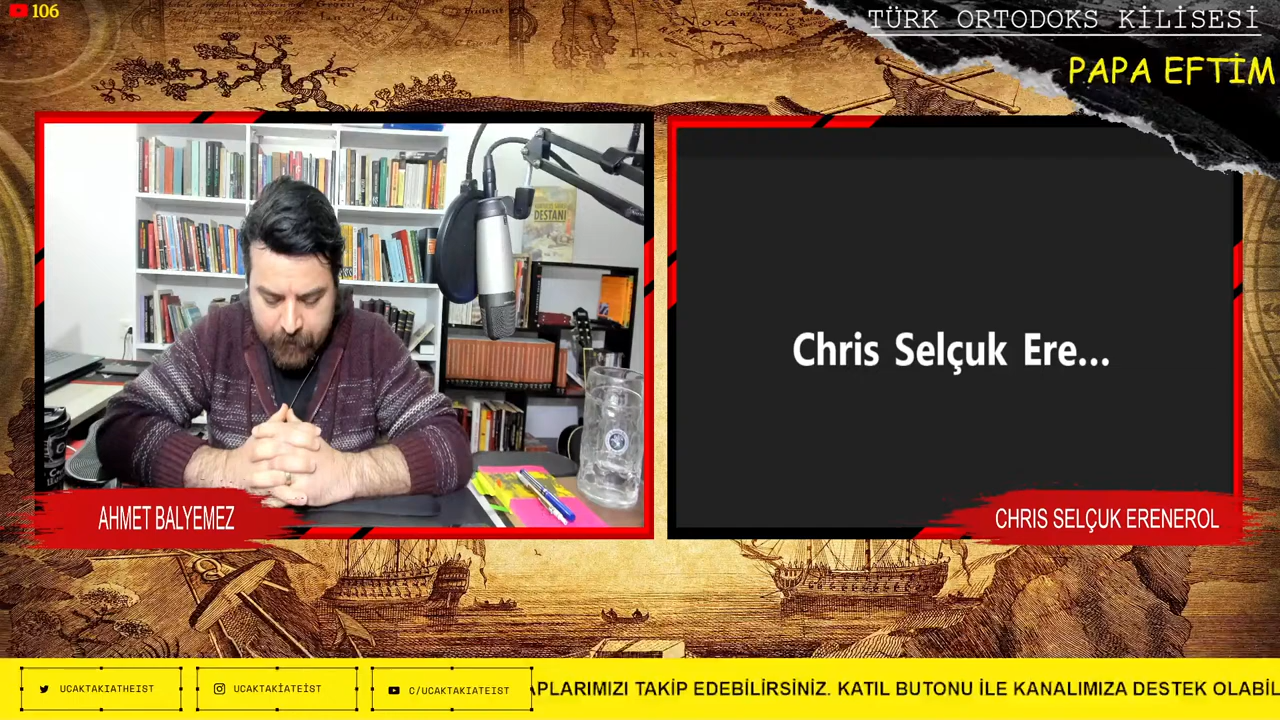 106
TÜRK ORTODOKS KİLİSESİ
PAPA EFTİM
DESTANI
Chris Selçuk Ere...
AHMET BALYEMEZ
CHRIS SELÇUK ERENEROL
UCAKTAKIATHEIST
UCAKTAKİATEİST
C/UCAKTAKIATEIST
APLARIMIZI TAKİP EDEBİLİRSİNİZ. KATIL BUTONU İLE KANALIMIZA DESTEK OLABİL